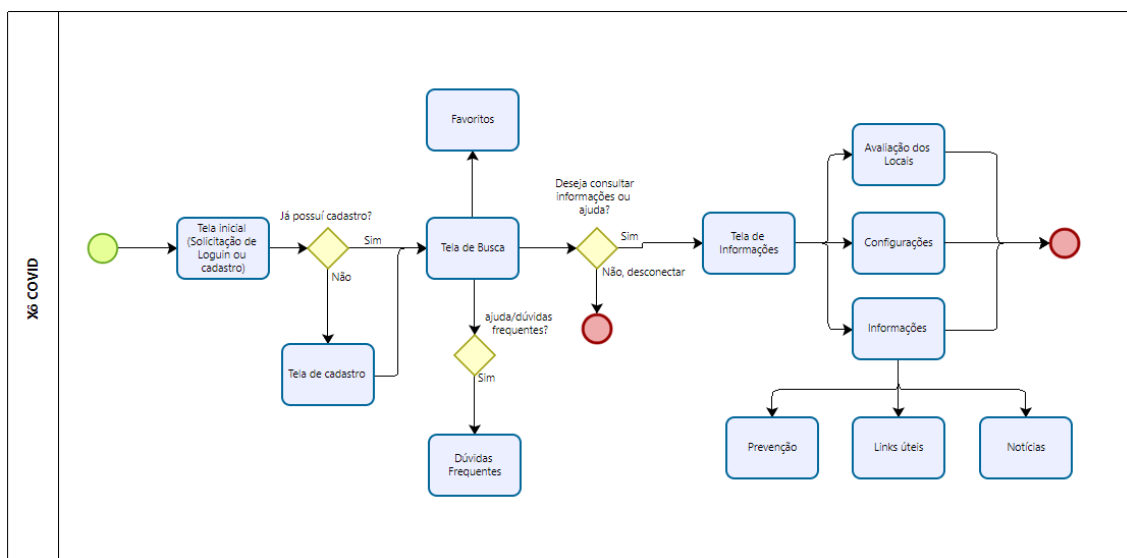 X6 COVID
Tela inicial
(Solicitação de
Loguin ou
cadastro)
Já possuí cadastro?
Sim
Não
Tela de cadastro
Favoritos
Tela de Busca
ajuda/dúvidas
frequentes?
Sim
Dúvidas
Frequentes
Deseja consultar
informações ou
ajuda?
Sim
Não, desconectar
Tela de
Informações
Avaliação dos
Locais
Configurações
Informações
Prevenção
Links úteis
Notícias